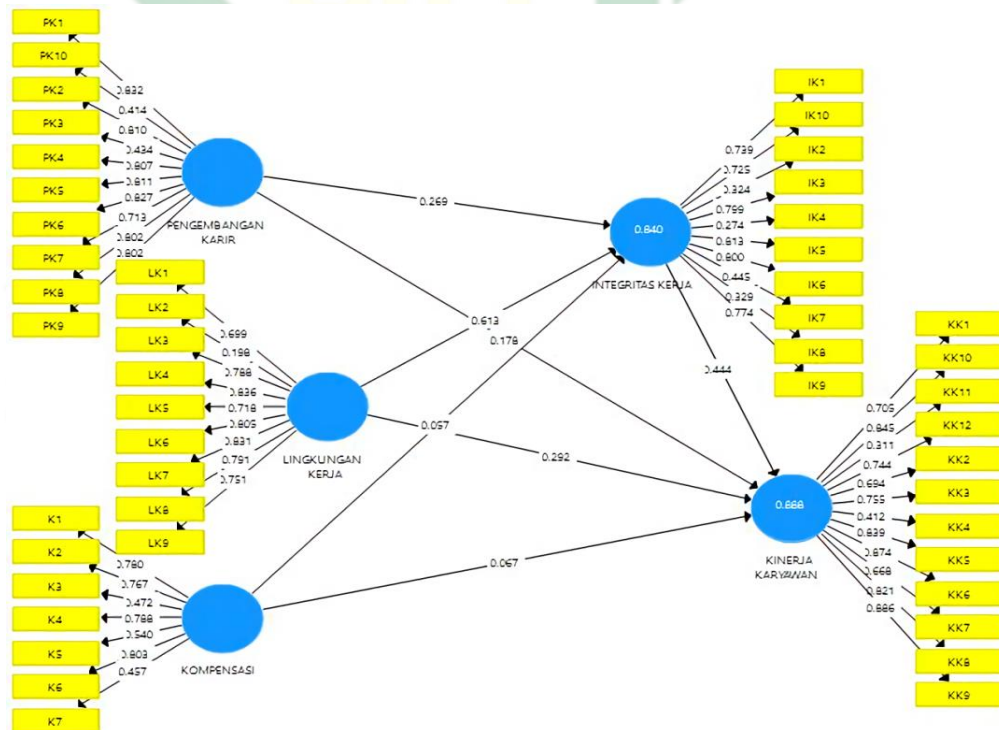 PK1
PK10
PK2
PK3
PK4
PK5
PK6
PK7
PK8
PK9
0.832
0.414
0.810
0.434
0.807
0.811
0.827
0.713
0.802
0.802
PENGEMBANGAN
KARIR
LK1
LK2
LK3
LK4
LK5
LK6
LK7
LK8
LK9
0.699
0.198
0.788
0.836
0.718
0.805
0.831
0.791
0.751
LINGKUNGAN
KERJA
K1
K2
K3
K4
K5
K6
K7
0.780
0.767
0.472
0.788
0.540
0.803
0.457
KOMPENSASI
0.269
0.613
0.178
0.057
0.292
0.067
0.444
0.840
INTEGRITAS KERJA
0.739
0.725
0.324
0.799
0.274
0.813
0.800
0.445
0.329
0.774
IK1
IK10
IK2
IK3
IK4
IK5
IK6
IK7
IK8
IK9
0.888
KINERJA
KARYAWAN
0.705
0.845
0.311
0.744
0.694
0.755
0.412
0.839
0.874
0.668
0.821
0.886
KK1
KK10
KK11
KK12
KK2
KK3
KK4
KK5
KK6
KK7
KK8
KK9